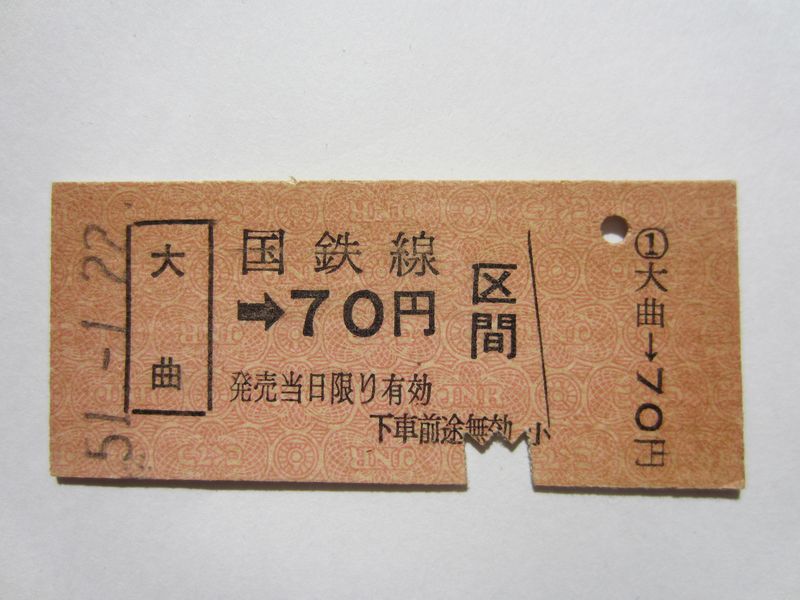 51.-1.22
大曲
国鉄線
➡70円
区間
発売当日限り有効
下車前途無効
小
①大曲→70円